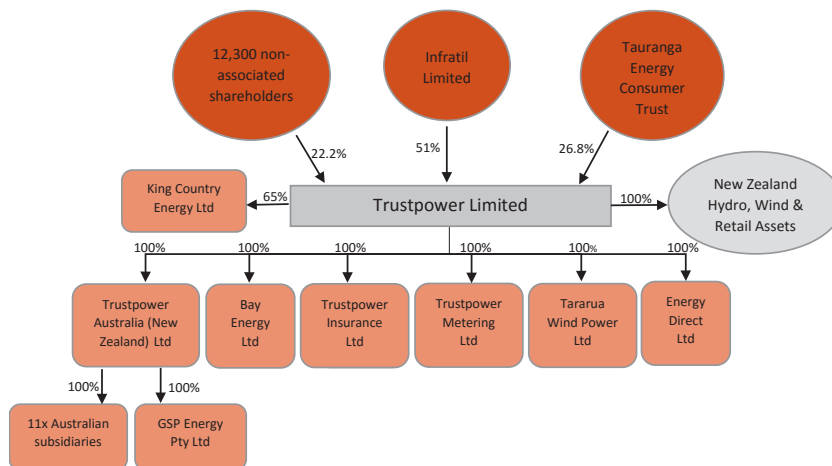 12,300 non-
associated
shareholders
Infratil
Limited
Tauranga
Energy
Consumer
Trust
22.2%
51%
26.8%
King Country
Energy Ltd
65%
Trustpower Limited
100%
New Zealand
Hydro, Wind &
Retail Assets
100%
100%
100%
100%
100%
100%
Trustpower
Australia (New
Zealand) Ltd
Bay
Energy
Ltd
Trustpower
Insurance
Ltd
Trustpower
Metering
Ltd
Tararua
Wind Power
Ltd
Energy
Direct
Ltd
100%
100%
11x Australian
subsidiaries
GSP Energy
Pty Ltd